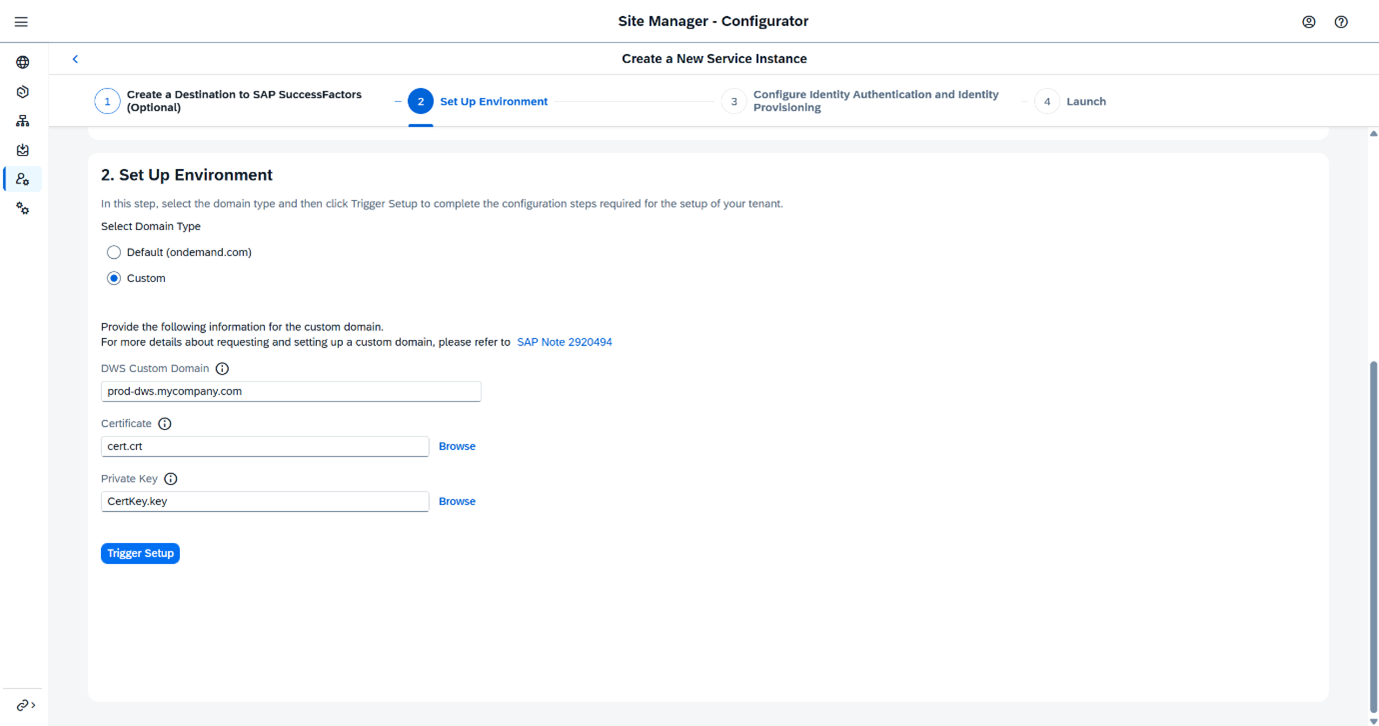 Site Manager - Configurator
Create a New Service Instance
1
Create a Destination to SAP SuccessFactors
(Optional)
2
Set Up Environment
3
Configure Identity Authentication and Identity
Provisioning
4
Launch
2. Set Up Environment
In this step, select the domain type and then click Trigger Setup to complete the configuration steps required for the setup of your tenant.
Select Domain Type
Default (ondemand.com)
Custom
Provide the following information for the custom domain.
For more details about requesting and setting up a custom domain, please refer to SAP Note 2920494
DWS Custom Domain
prod-dws.mycompany.com
Certificate
cert.crt
Browse
Private Key
CertKey.key
Browse
Trigger Setup